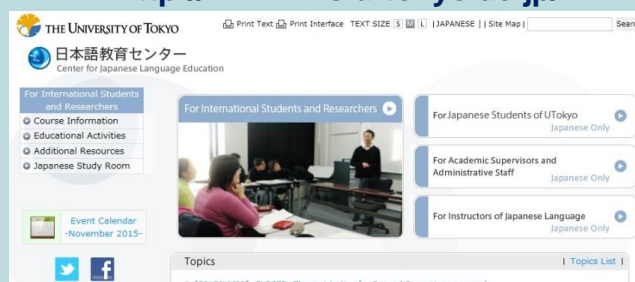 THE UNIVERSITY OF TOKYO
Print Text Print Interface TEXT SIZE S M L | JAPANESE | | Site Map |
日本語教育センター
Center for Japanese Language Education
For International Students
and Researchers
Course Information
Educational Activities
Additional Resources
Japanese Study Room
Event Calendar
-November 2015-
For International Students and Researchers
For Japanese Students of UTokyo
Japanese Only
For Academic Supervisors and
Administrative Staff
Japanese Only
For Instructors of Japanese Language
Japanese Only
Topics
| Topics List |